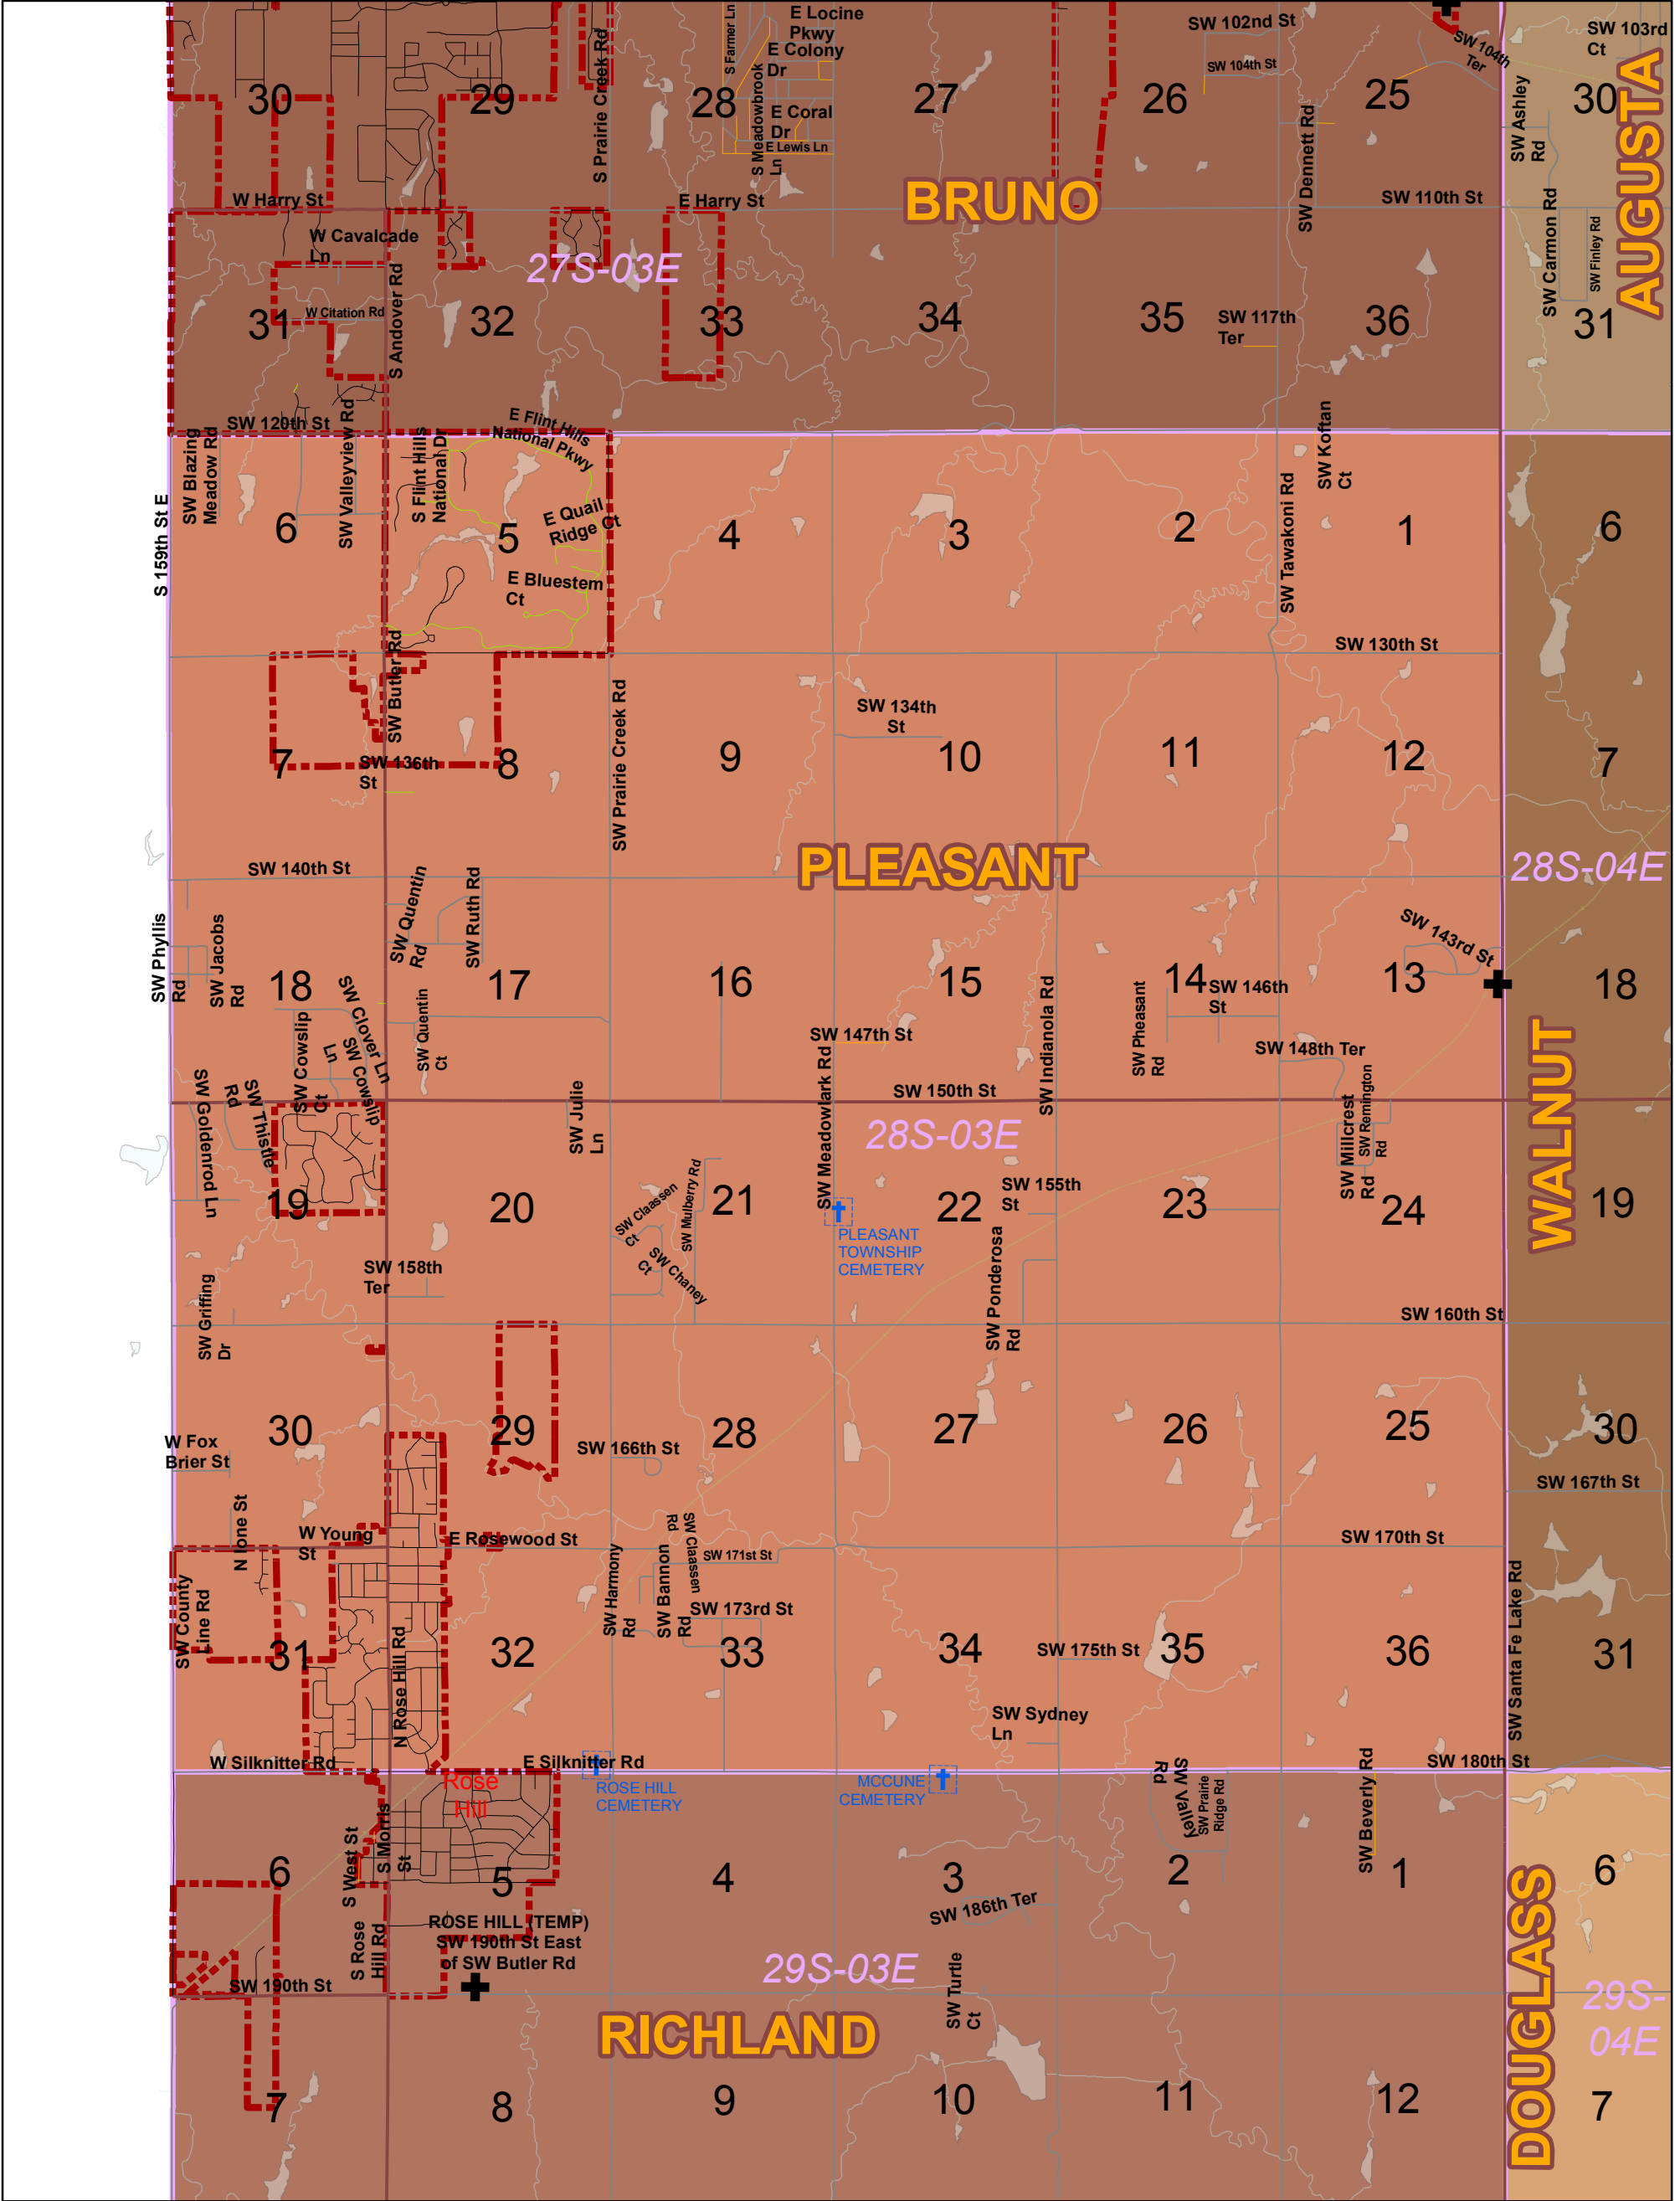 E Locine
Pkwy
E Colony
Dr
S Farmer Ln
S Prairie Creek Rd
S Meadowbrook
Ln
E Coral
Dr
E Lewis Ln
SW 102nd St
SW 104th St
SW 104th
Ter
SW 103rd
Ct
SW Ashley
Rd
SW Dennett Rd
30
29
28
27
26
25
30
AUGUSTA
W Harry St
E Harry St
BRUNO
SW 110th St
SW Carmon Rd
SW Finley Rd
W Cavalcade
Ln
27S-03E
S Andover Rd
W Citation Rd
31
32
33
34
35
SW 117th
Ter
36
31
SW 120th St
SW Blazing
Meadow Rd
SW Valleyview Rd
S Flint Hills
National Dr
E Flint Hills
National Pkwy
E Quail
Ridge Ct
E Bluestem
Ct
SW Koftan
Ct
SW Tawakoni Rd
S 159th St E
6
5
4
3
2
1
6
SW 130th St
SW Butler Rd
SW Prairie Creek Rd
SW 134th
St
SW 136th
St
7
8
9
10
11
12
7
SW 140th St
PLEASANT
28S-04E
SW Quentin
Rd
SW Ruth Rd
SW 143rd St
SW Phyllis
Rd
SW Jacobs
Rd
18
17
16
15
14
13
18
SW 146th
St
SW Pheasant
Rd
SW Indianola Rd
SW Clover Ln
SW Cowslip
Ln
SW Cowslip
Ct
SW Quentin
Ct
SW 147th St
SW 148th Ter
SW Meadowlark Rd
SW 150th St
SW Goldenrod Ln
SW Thistle
Rd
SW Julie
Ln
28S-03E
SW Millcrest
Rd
SW Remington
Rd
WALNUT
19
20
21
22
23
24
19
SW Claassen
Ct
SW Mulberry Rd
SW Chaney
Ct
SW 155th
St
PLEASANT
TOWNSHIP
CEMETERY
SW Ponderosa
Rd
SW 158th
Ter
SW Griffing
Dr
SW 160th St
30
29
28
27
26
25
30
W Fox
Brier St
SW 166th St
SW 167th St
N Ione St
W Young
St
E Rosewood St
SW 170th St
SW Claassen
Rd
SW 171st St
SW Harmony
Rd
SW Bannon
Rd
SW 173rd St
SW County
Line Rd
N Rose Hill Rd
31
32
33
34
SW 175th St
35
36
31
SW Santa Fe Lake Rd
SW Sydney
Ln
W Silknitter Rd
E Silknitter Rd
SW 180th St
Rose
Hill
ROSE HILL
CEMETERY
MCCUNE
CEMETERY
SW Valley
Rd
SW Prairie
Ridge Rd
SW Beverly Rd
S Morris
St
S West St
6
5
4
3
2
1
6
SW 186th Ter
ROSE HILL (TEMP)
SW 190th St East
of SW Butler Rd
S Rose
Hill Rd
29S-03E
SW 190th St
SW Turtle
Ct
RICHLAND
29S-
04E
DOUGLASS
7
8
9
10
11
12
7